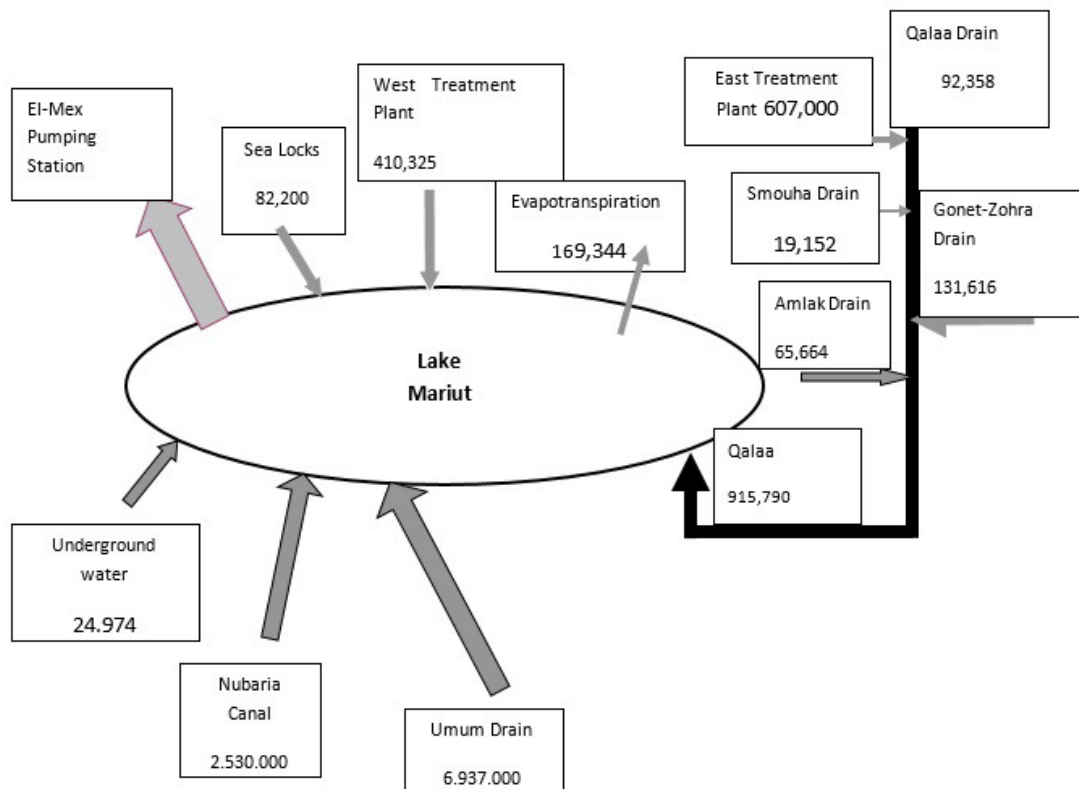 Qalaa Drain
92,358
East Treatment
Plant 607,000
West Treatment
Plant
410,325
El-Mex
Pumping
Station
Sea Locks
82,200
Evapotranspiration
169,344
Smouha Drain
19,152
Gonet-Zohra
Drain
131,616
Amlak Drain
65,664
Lake
Mariut
Qalaa
915,790
Underground
water
24.974
Nubaria
Canal
2.530.000
Umum Drain
6.937.000